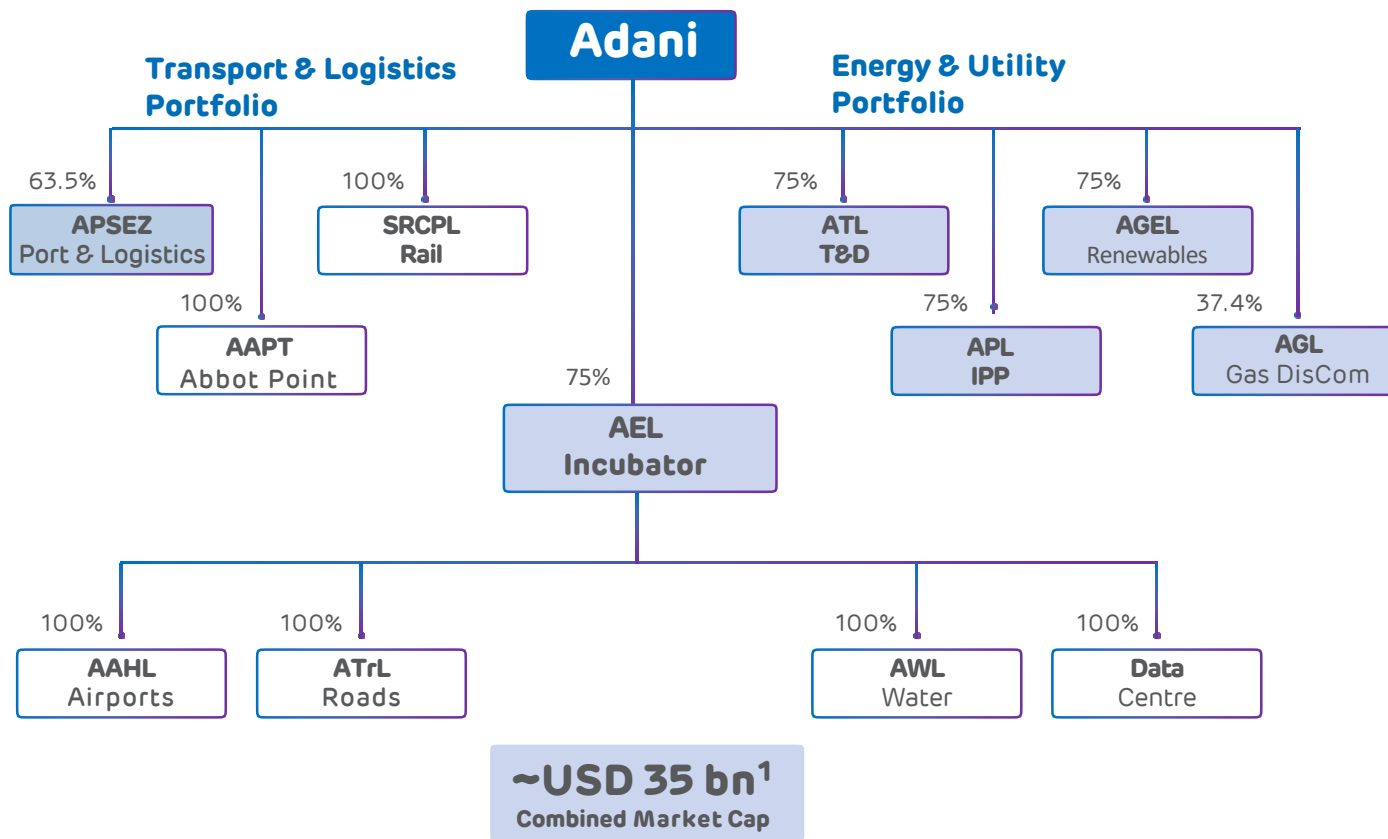 Adani
Transport & Logistics
Portfolio
Energy & Utility
Portfolio
63.5%
APSEZ
Port & Logistics
100%
SRCPL
Rail
75%
ATL
T&D
75%
AGEL
Renewables
100%
AAPT
Abbot Point
75%
APL
IPP
37.4%
AGL
Gas DisCom
75%
AEL
Incubator
100%
AAHL
Airports
100%
ATrL
Roads
100%
AWL
Water
100%
Data
Centre
~USD 35 bn¹
Combined Market Cap